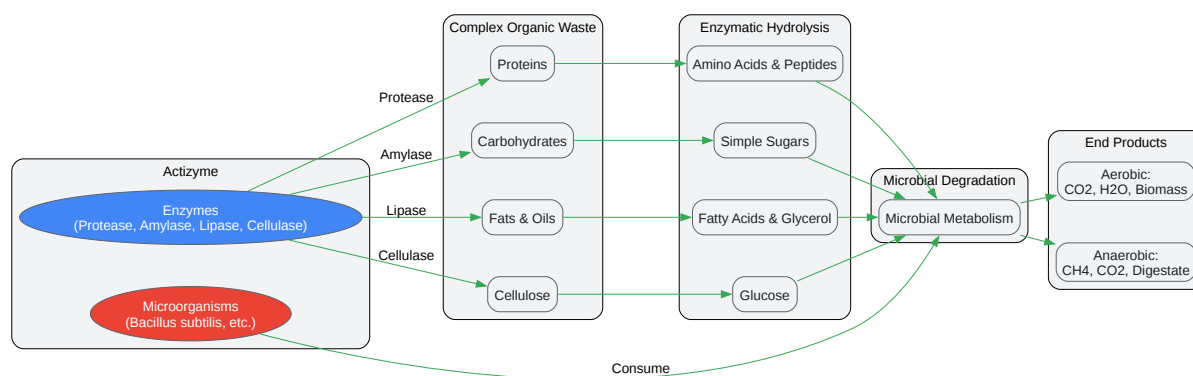 Actizyme
Enzymes
(Protease, Amylase, Lipase, Cellulase)
Microorganisms
(Bacillus subtilis, etc.)
Protease
Amylase
Lipase
Cellulase
Consume
Complex Organic Waste
Proteins
Carbohydrates
Fats & Oils
Cellulose
Enzymatic Hydrolysis
Amino Acids & Peptides
Simple Sugars
Fatty Acids & Glycerol
Glucose
Microbial Degradation
Microbial Metabolism
End Products
Aerobic:
CO2, H2O, Biomass
Anaerobic:
CH4, CO2, Digestate